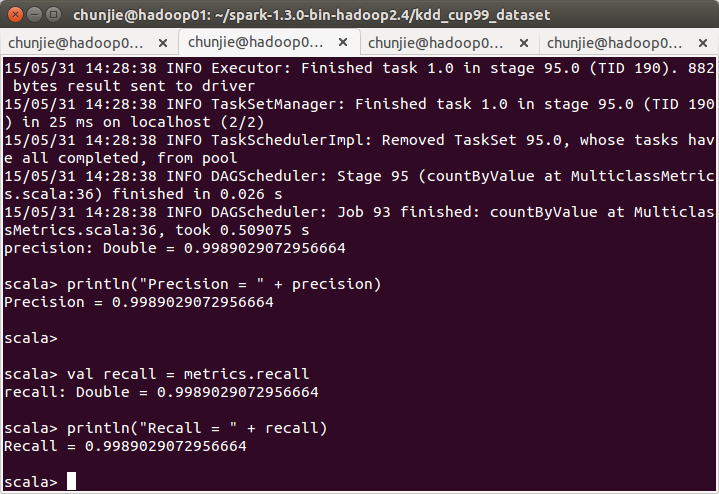 chunjie@hadoop01: ~/spark-1.3.0-bin-hadoop2.4/kdd_cup99_dataset
chunjie@hadoop0... chunjie@hadoop0... chunjie@hadoop0... chunjie@hadoop0...
15/05/31 14:28:38 INFO Executor: Finished task 1.0 in stage 95.0 (TID 190). 882
 bytes result sent to driver
15/05/31 14:28:38 INFO TaskSetManager: Finished task 1.0 in stage 95.0 (TID 190
) in 25 ms on localhost (2/2)
15/05/31 14:28:38 INFO TaskSchedulerImpl: Removed TaskSet 95.0, whose tasks hav
e all completed, from pool
15/05/31 14:28:38 INFO DAGScheduler: Stage 95 (countByValue at MulticlassMetric
s.scala:36) finished in 0.026 s
15/05/31 14:28:38 INFO DAGScheduler: Job 93 finished: countByValue at Multiclas
sMetrics.scala:36, took 0.509075 s
precision: Double = 0.9989029072956664
scala> println("Precision = " + precision)
Precision = 0.9989029072956664
scala>
scala> val recall = metrics.recall
recall: Double = 0.9989029072956664
scala> println("Recall = " + recall)
Recall = 0.9989029072956664
scala>